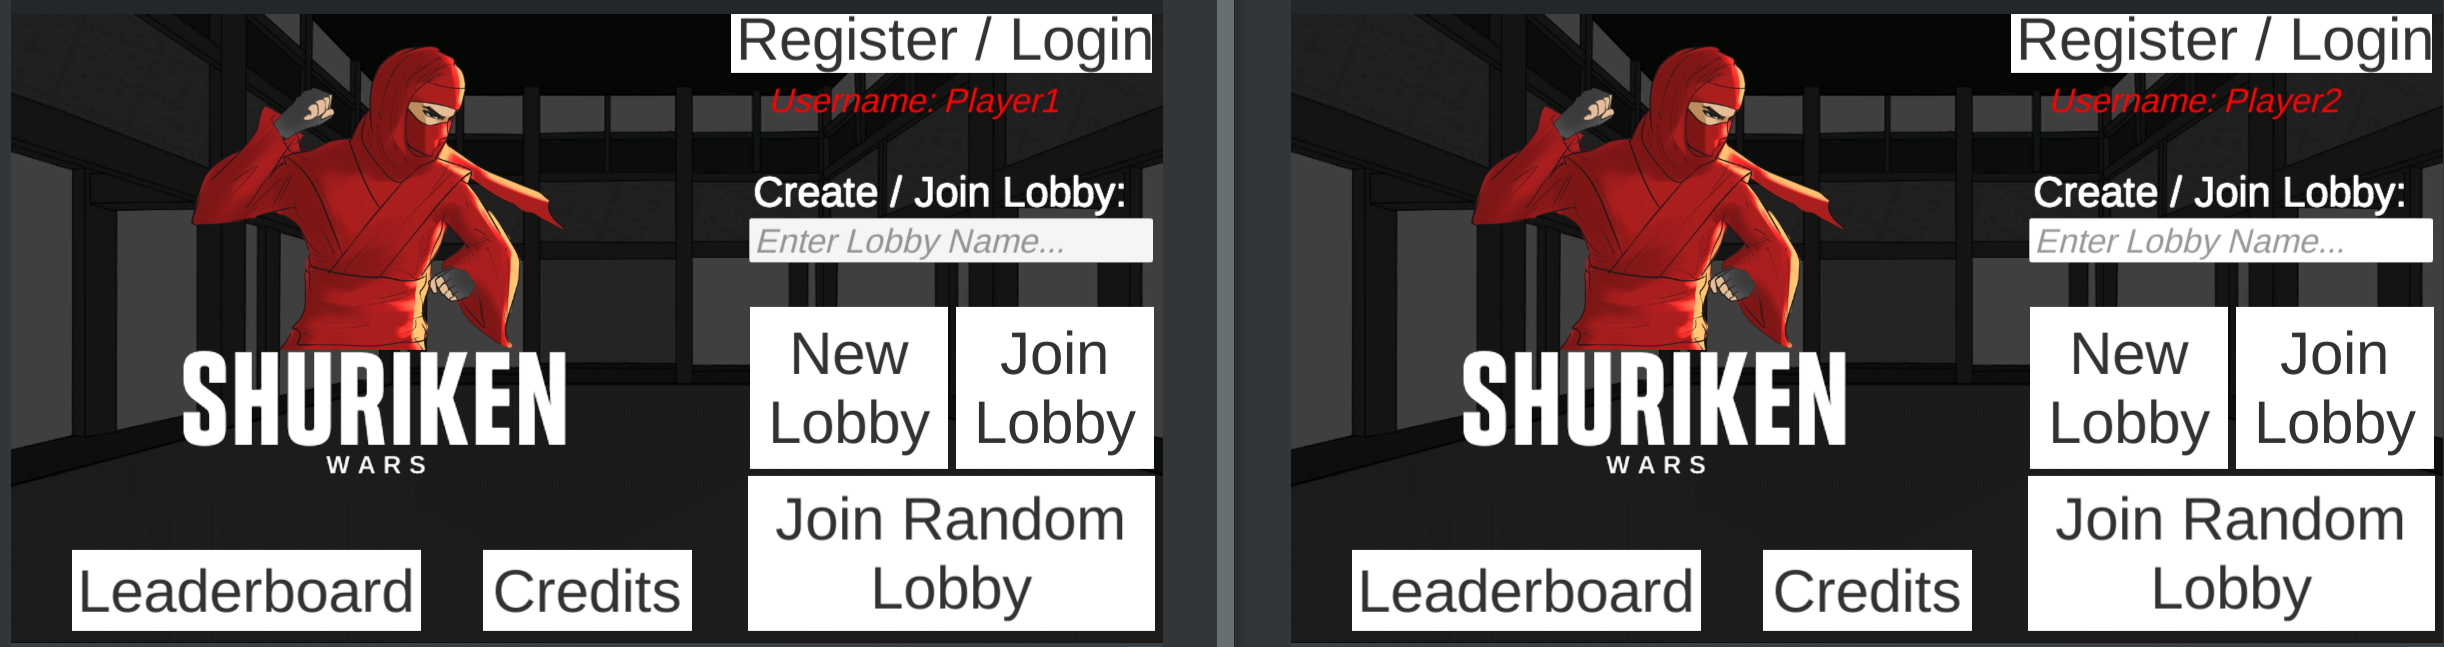 Register / Login
Username: Player1
Create / Join Lobby:
Enter Lobby Name...
New
Lobby
Join
Lobby
SHURIKEN
WARS
Join Random
Lobby
Leaderboard
Credits
Register / Login
Username: Player2
Create / Join Lobby:
Enter Lobby Name...
New
Lobby
Join
Lobby
SHURIKEN
WARS
Join Random
Lobby
Leaderboard
Credits